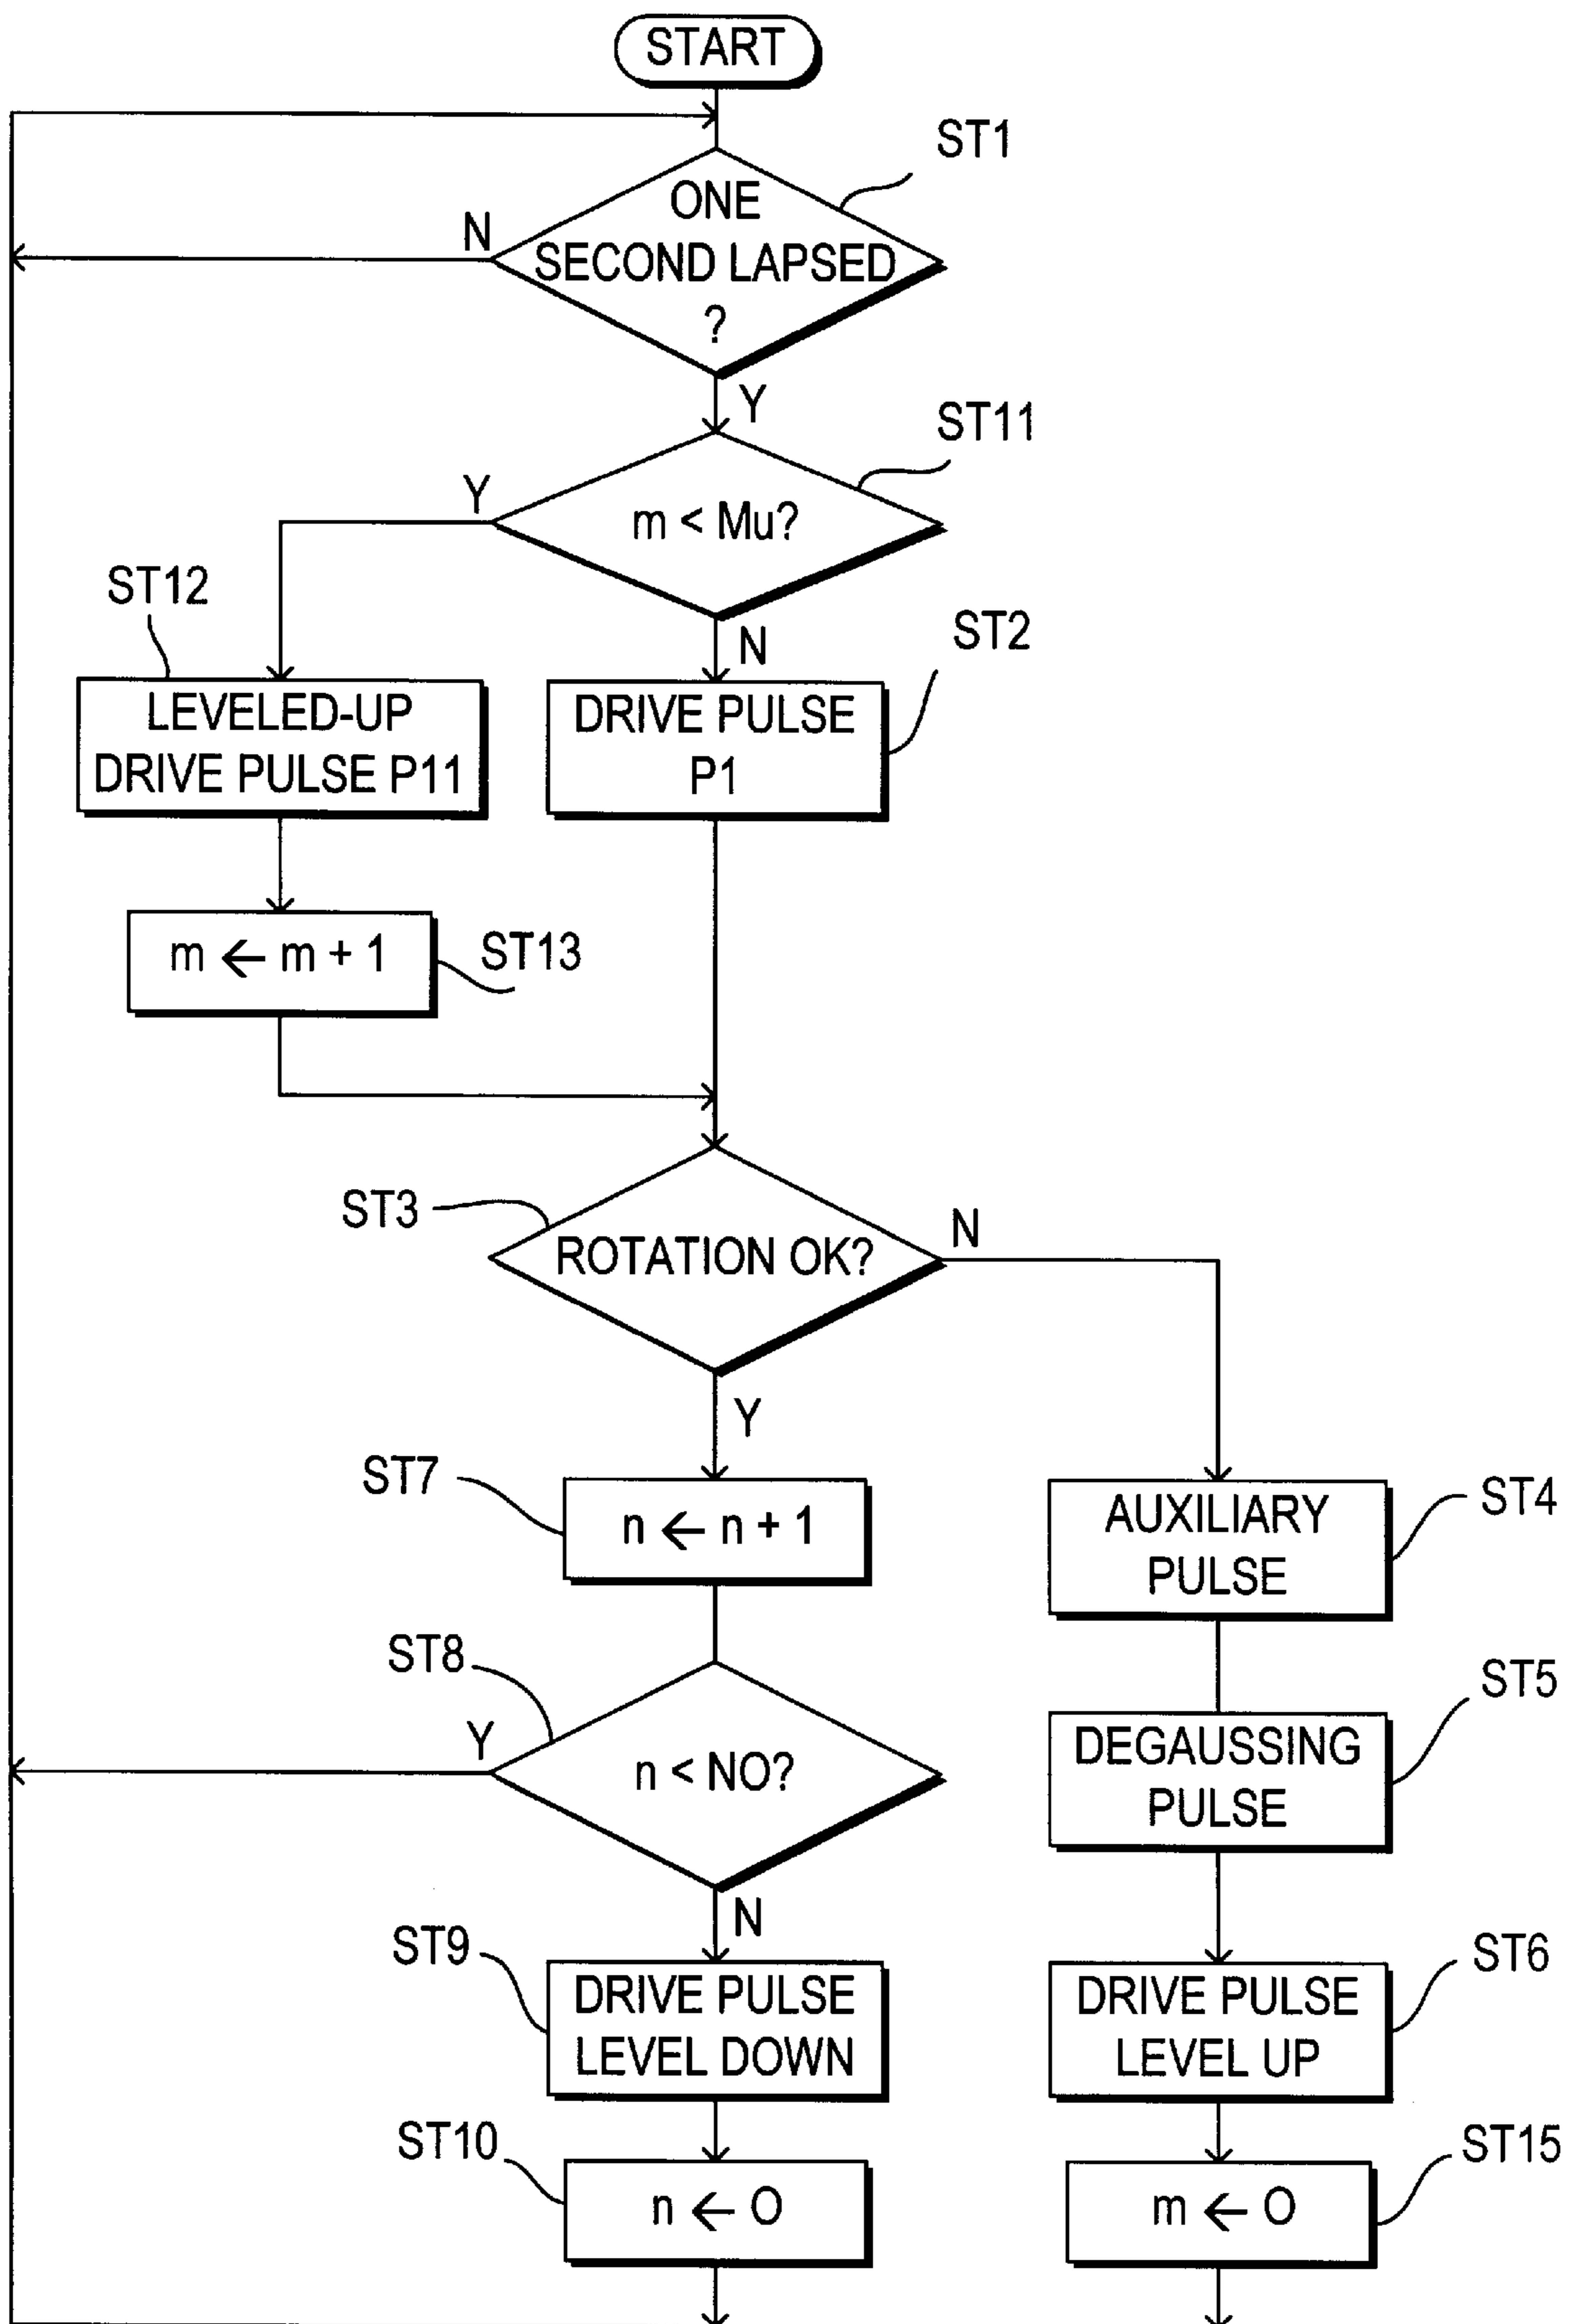 START
ST1
ONE
SECOND LAPSED
?
N
Y
ST11
m < Mu?
Y
N
ST12
LEVELED-UP
DRIVE PULSE P11
ST2
DRIVE PULSE
P1
m ← m + 1
ST13
ST3
ROTATION OK?
N
Y
ST7
n ← n + 1
AUXILIARY
PULSE
ST4
ST8
n < NO?
Y
N
DEGAUSSING
PULSE
ST5
ST9
DRIVE PULSE
LEVEL DOWN
DRIVE PULSE
LEVEL UP
ST6
ST10
n ← O
m ← O
ST15